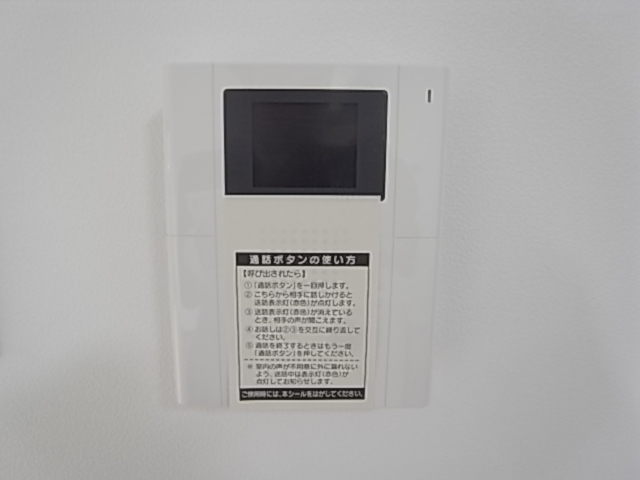 通話ボタンの使い方
【呼び出されたら】
①「通話ボタン」を一回押します。
②こちらから相手に話しかけると
送話表示灯(赤色)が点灯します。
③送話表示灯(赤色)が消えている
とき、相手の声が聞こえます。
④お話しは②③を交互に繰り返して
ください。
⑤通話を終了するときはもう一度
「通話ボタン」を押してください。
※室内の声が不用意に外に漏れない
よう、送話中は表示灯(赤色)が
点灯してお知らせします。
ご使用時には、本シールをはがしてください。